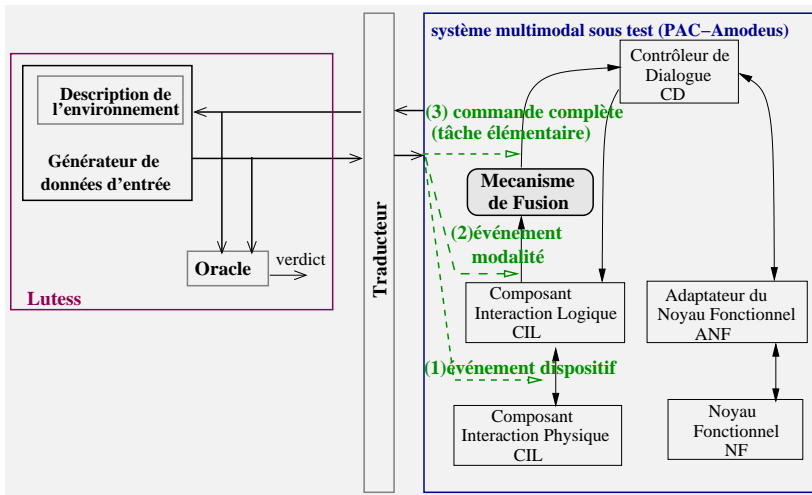 système multimodal sous test (PAC-Amodeus)
Description de
l'environnement
Générateur de
données d'entrée
Oracle
verdict
Lutess
Traducteur
Contrôleur de
Dialogue
CD
(3) commande complète
(tâche élémentaire)
Mecanisme
de Fusion
(2)événement
modalité
Composant
Interaction Logique
CIL
Adaptateur du
Noyau Fonctionnel
ANF
(1)événement dispositif
Composant
Interaction Physique
CIL
Noyau
Fonctionnel
NF